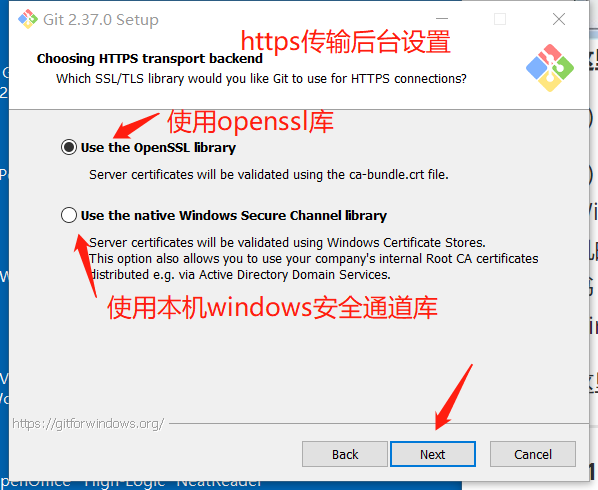 Git 2.37.0 Setup
https传输后台设置
Choosing HTTPS transport backend
Which SSL/TLS library would you like Git to use for HTTPS connections?
使用openssl库
Use the OpenSSL library
Server certificates will be validated using the ca-bundle.crt file.
Use the native Windows Secure Channel library
Server certificates will be validated using Windows Certificate Stores.
This option also allows you to use your company's internal Root CA certificates
distributed e.g. via Active Directory Domain Services.
使用本机windows安全通道库
https://gitforwindows.org/
Back
Next
Cancel
OpenOffice
High-Logic
NeatReader